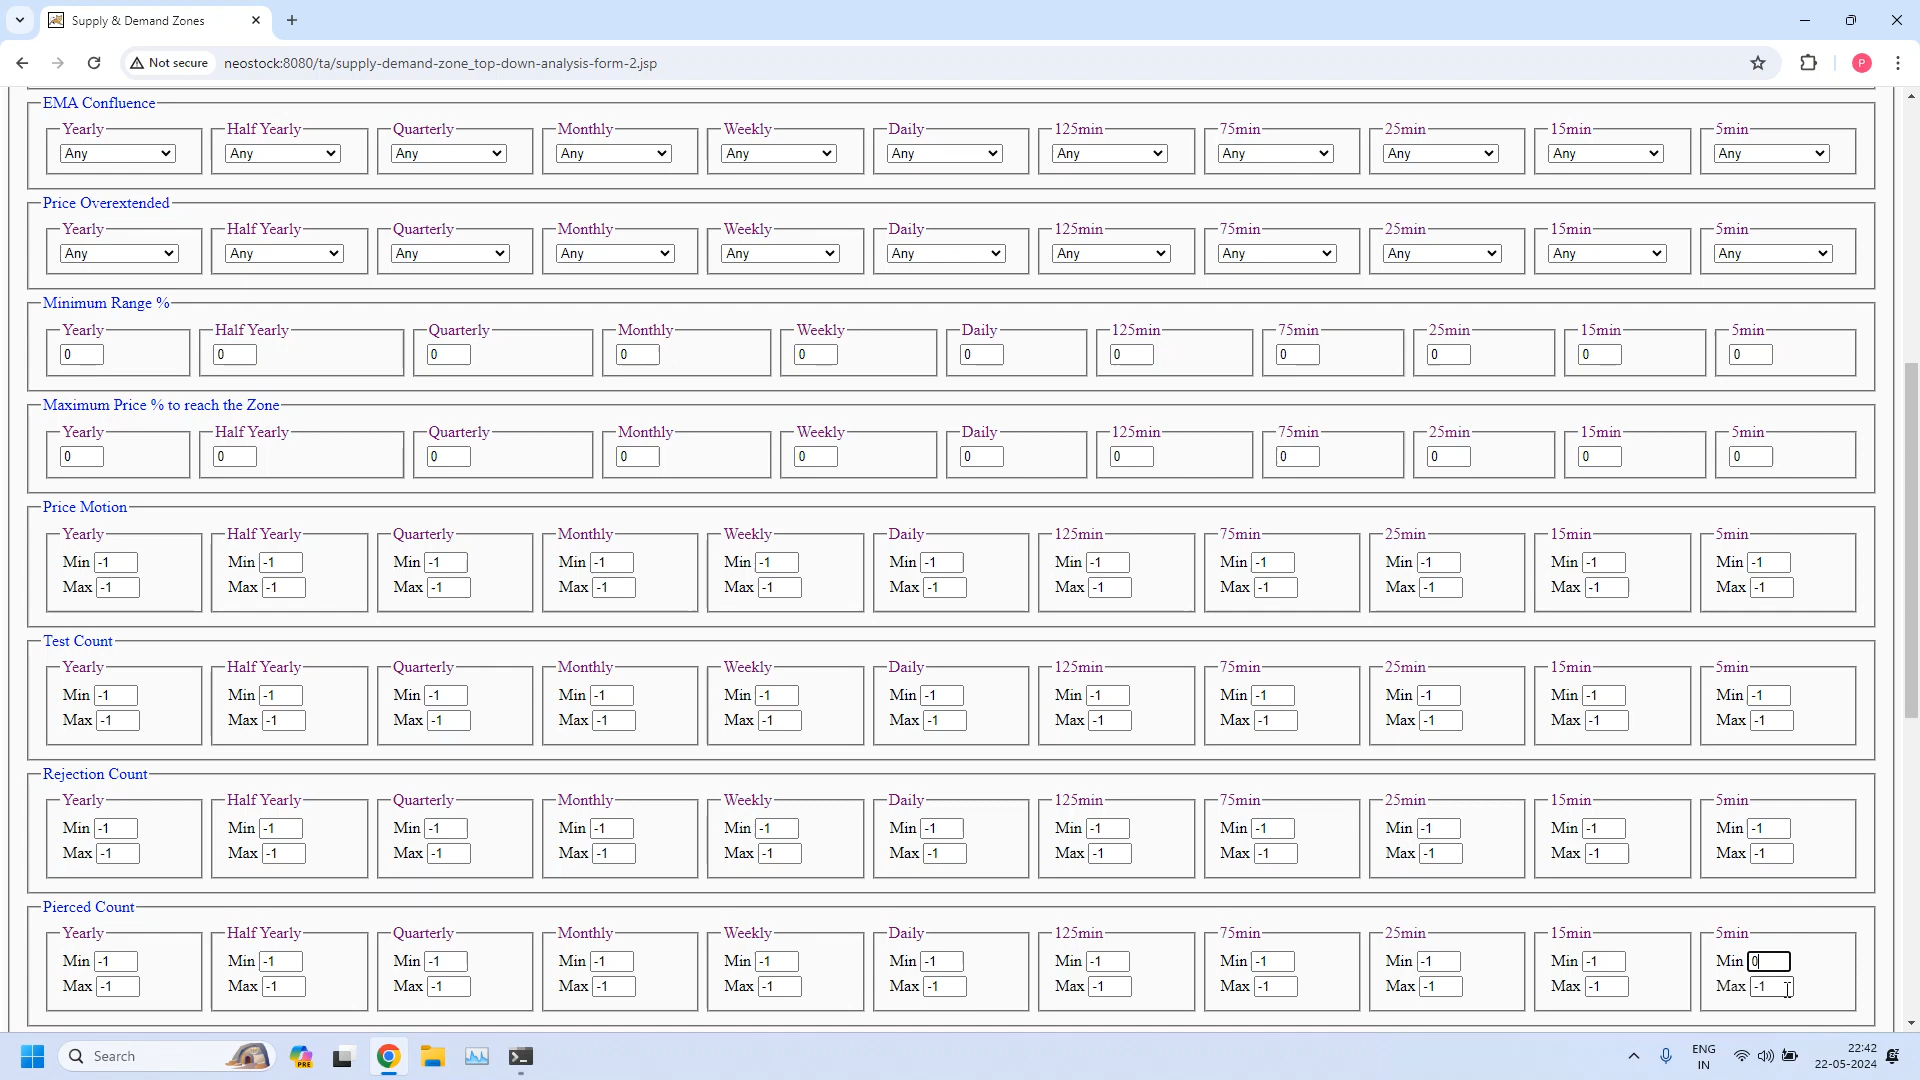 Supply & Demand Zones
Not secure
neostock:8080/ta/supply-demand-zone_top-down-analysis-form-2.jsp
P
EMA Confluence
Yearly Half Yearly Quarterly Monthly Weekly Daily 125min 75min 25min 15min 5min
Any Any Any Any Any Any Any Any Any Any Any
Price Overextended
Yearly Half Yearly Quarterly Monthly Weekly Daily 125min 75min 25min 15min 5min
Any Any Any Any Any Any Any Any Any Any Any
Minimum Range %
Yearly Half Yearly Quarterly Monthly Weekly Daily 125min 75min 25min 15min 5min
0 0 0 0 0 0 0 0 0 0 0
Maximum Price % to reach the Zone
Yearly Half Yearly Quarterly Monthly Weekly Daily 125min 75min 25min 15min 5min
0 0 0 0 0 0 0 0 0 0 0
Price Motion
Yearly Half Yearly Quarterly Monthly Weekly Daily 125min 75min 25min 15min 5min
Min -1 Min -1 Min -1 Min -1 Min -1 Min -1 Min -1 Min -1 Min -1 Min -1 Min -1
Max -1 Max -1 Max -1 Max -1 Max -1 Max -1 Max -1 Max -1 Max -1 Max -1 Max -1
Test Count
Yearly Half Yearly Quarterly Monthly Weekly Daily 125min 75min 25min 15min 5min
Min -1 Min -1 Min -1 Min -1 Min -1 Min -1 Min -1 Min -1 Min -1 Min -1 Min -1
Max -1 Max -1 Max -1 Max -1 Max -1 Max -1 Max -1 Max -1 Max -1 Max -1 Max -1
Rejection Count
Yearly Half Yearly Quarterly Monthly Weekly Daily 125min 75min 25min 15min 5min
Min -1 Min -1 Min -1 Min -1 Min -1 Min -1 Min -1 Min -1 Min -1 Min -1 Min -1
Max -1 Max -1 Max -1 Max -1 Max -1 Max -1 Max -1 Max -1 Max -1 Max -1 Max -1
Pierced Count
Yearly Half Yearly Quarterly Monthly Weekly Daily 125min 75min 25min 15min 5min
Min -1 Min -1 Min -1 Min -1 Min -1 Min -1 Min -1 Min -1 Min -1 Min -1 Min 0
Max -1 Max -1 Max -1 Max -1 Max -1 Max -1 Max -1 Max -1 Max -1 Max -1 Max -1
Search
PRE
ENG
IN
22:42
22-05-2024